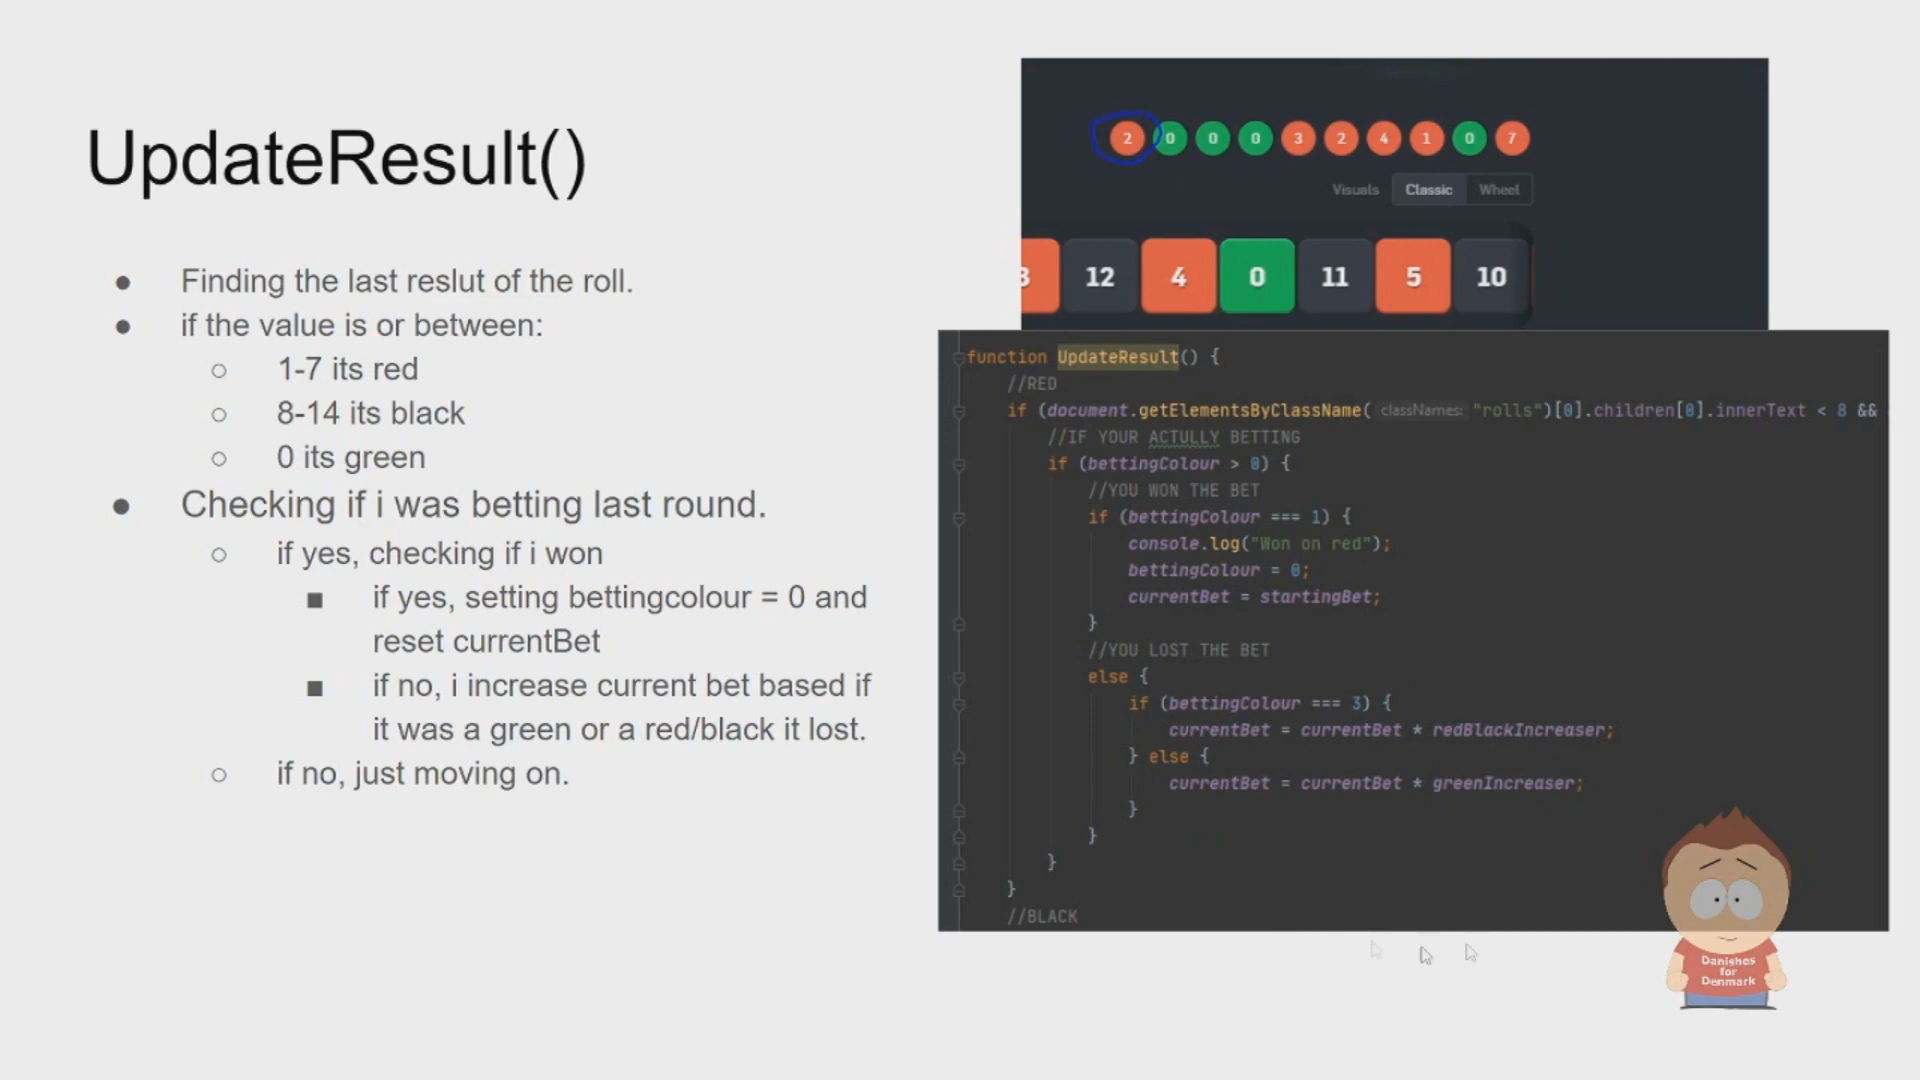 UpdateResult()
● Finding the last reslut of the roll.
● if the value is or between:
○ 1-7 its red
○ 8-14 its black
○ 0 its green
● Checking if i was betting last round.
○ if yes, checking if i won
■ if yes, setting bettingcolour = 0 and
reset currentBet
■ if no, i increase current bet based if
it was a green or a red/black it lost.
○ if no, just moving on.
2 0 0 0 3 2 4 1 0 7
Visuals Classic Wheel
12 4 0 11 5 10
function UpdateResult() {
//RED
if (document.getElementsByClassName( classNames: "rolls")[0].children[0].innerText < 8 &&
//IF YOUR ACTULLY BETTING
if (bettingColour > 0) {
//YOU WON THE BET
if (bettingColour === 1) {
console.log("Won on red");
bettingColour = 0;
currentBet = startingBet;
}
//YOU LOST THE BET
else {
if (bettingColour === 3) {
currentBet = currentBet * redBlackIncreaser;
} else {
currentBet = currentBet * greenIncreaser;
}
}
}
}
//BLACK
Danishes
for
Denmark